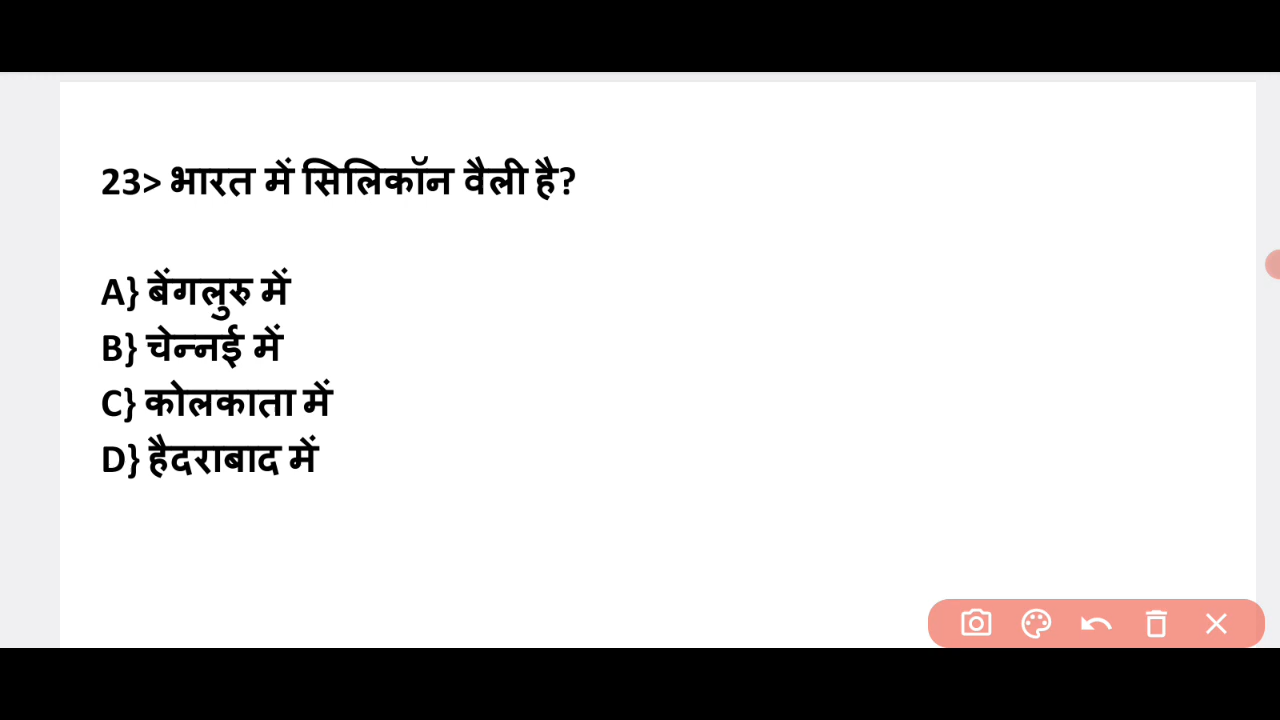 23> भारत में सिलिकॉन वैली है?
A} बेंगलुरु में
B} चेन्नई में
C} कोलकाता में
D} हैदराबाद में